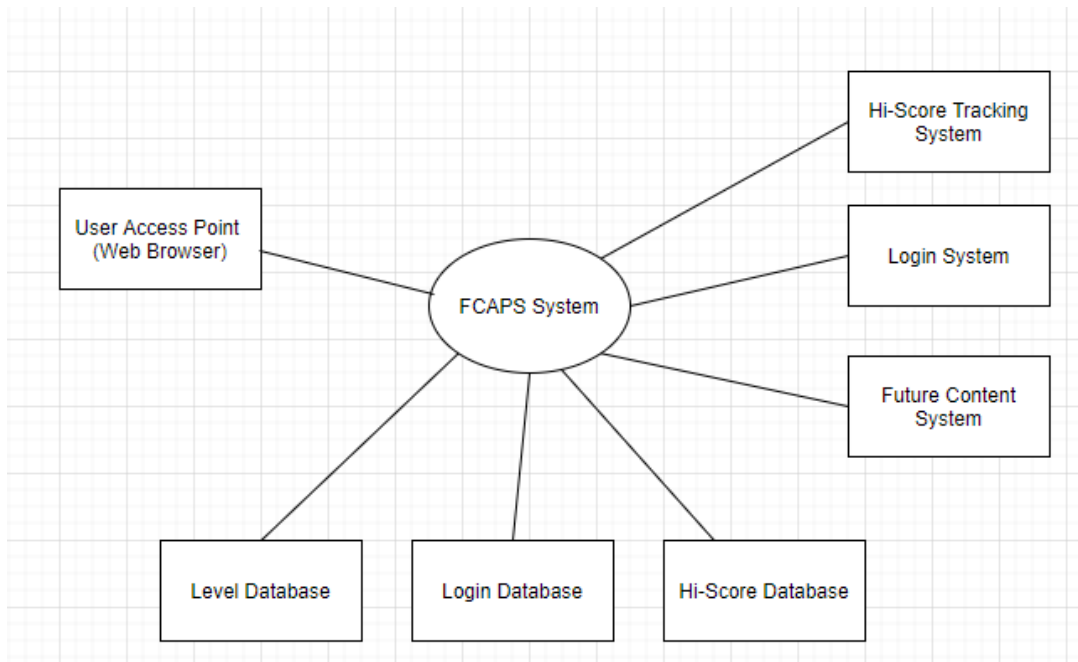 Hi-Score Tracking
System
User Access Point
(Web Browser)
Login System
FCAPS System
Future Content
System
Level Database
Login Database
Hi-Score Database